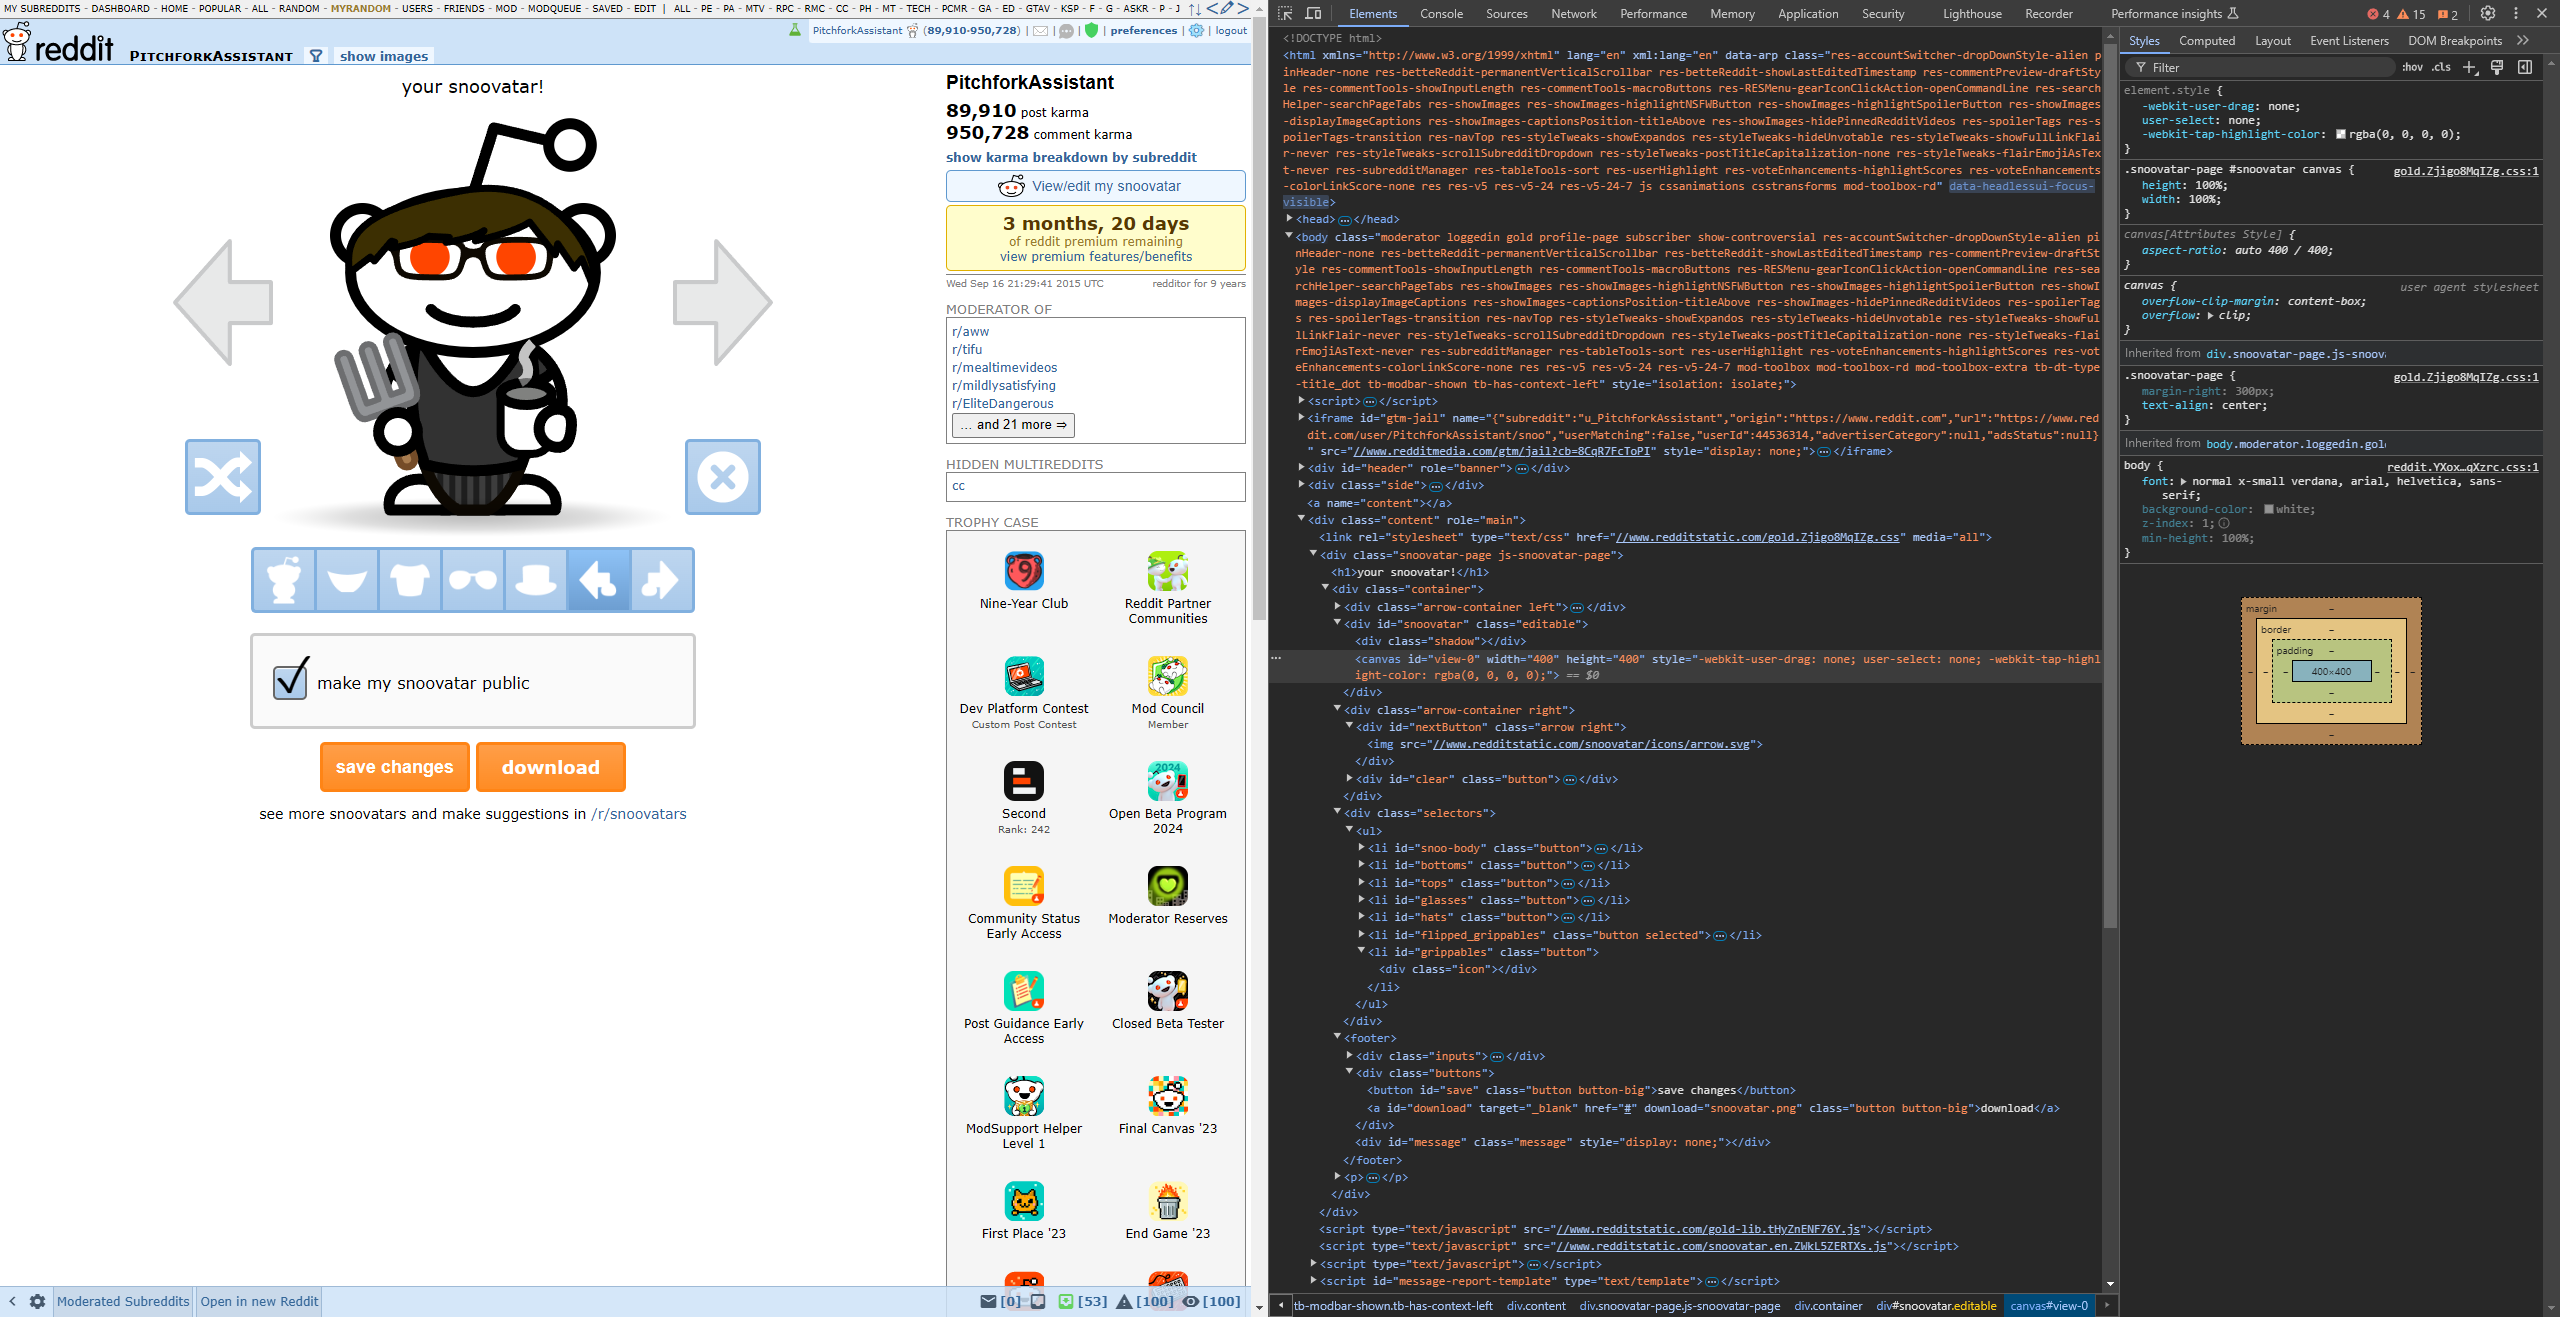 MY SUBREDDITS - DASHBOARD - HOME - POPULAR - ALL - RANDOM - MYRANDOM - USERS - FRIENDS - MOD - MODQUEUE - SAVED - EDIT | ALL - PE - PA - MTV - RPC - RMC - CC - PH - MT - TECH - PCMR - GA - ED - GTAV - KSP - F - G - ASKR - P - J
reddit PITCHFORKASSISTANT show images
PitchforkAssistant (89,910·950,728) | | | | preferences | | logout
your snoovatar!
make my snoovatar public
save changes download
see more snoovatars and make suggestions in /r/snoovatars
PitchforkAssistant
89,910 post karma
950,728 comment karma
show karma breakdown by subreddit
View/edit my snoovatar
3 months, 20 days
of reddit premium remaining
view premium features/benefits
Wed Sep 16 21:29:41 2015 UTC redditor for 9 years
MODERATOR OF
r/aww
r/tifu
r/mealtimevideos
r/mildlysatisfying
r/EliteDangerous
... and 21 more ⇒
HIDDEN MULTIREDDITS
cc
TROPHY CASE
Nine-Year Club
Reddit Partner
Communities
Dev Platform Contest
Custom Post Contest
Mod Council
Member
Second
Rank: 242
2024
Open Beta Program
2024
Community Status
Early Access
Moderator Reserves
Post Guidance Early
Access
Closed Beta Tester
ModSupport Helper
Level 1
Final Canvas '23
First Place '23
End Game '23
Moderated Subreddits Open in new Reddit
[0] [53] [100] [100]
Elements Console Sources Network Performance Memory Application Security Lighthouse Recorder Performance insights 4 15 2
<!DOCTYPE html>
<html xmlns="http://www.w3.org/1999/xhtml" lang="en" xml:lang="en" data-arp class="res-accountSwitcher-dropDownStyle-alien p
inHeader-none res-betteReddit-permanentVerticalScrollbar res-betteReddit-showLastEditedTimestamp res-commentPreview-draftSty
le res-commentTools-showInputLength res-commentTools-macroButtons res-RESMenu-gearIconClickAction-openCommandLine res-search
Helper-searchPageTabs res-showImages res-showImages-highlightNSFWButton res-showImages-highlightSpoilerButton res-showImages
-displayImageCaptions res-showImages-captionsPosition-titleAbove res-showImages-hidePinnedRedditVideos res-spoilerTags res-s
poilerTags-transition res-navTop res-styleTweaks-showExpandos res-styleTweaks-hideUnvotable res-styleTweaks-showFullLinkFlai
r-never res-styleTweaks-scrollSubredditDropdown res-styleTweaks-postTitleCapitalization-none res-styleTweaks-flairEmojiAsTex
t-never res-subredditManager res-tableTools-sort res-userHighlight res-voteEnhancements-highlightScores res-voteEnhancements
-colorLinkScore-none res res-v5 res-v5-24 res-v5-24-7 js cssanimations csstransforms mod-toolbox-rd" data-headlessui-focus-
visible>
<head>…</head>
<body class="moderator loggedin gold profile-page subscriber show-controversial res-accountSwitcher-dropDownStyle-alien pi
nHeader-none res-betteReddit-permanentVerticalScrollbar res-betteReddit-showLastEditedTimestamp res-commentPreview-draftSt
yle res-commentTools-showInputLength res-commentTools-macroButtons res-RESMenu-gearIconClickAction-openCommandLine res-sea
rchHelper-searchPageTabs res-showImages res-showImages-highlightNSFWButton res-showImages-highlightSpoilerButton res-showI
mages-displayImageCaptions res-showImages-captionsPosition-titleAbove res-showImages-hidePinnedRedditVideos res-spoilerTag
s res-spoilerTags-transition res-navTop res-styleTweaks-showExpandos res-styleTweaks-hideUnvotable res-styleTweaks-showFul
lLinkFlair-never res-styleTweaks-scrollSubredditDropdown res-styleTweaks-postTitleCapitalization-none res-styleTweaks-flai
rEmojiAsText-never res-subredditManager res-tableTools-sort res-userHighlight res-voteEnhancements-highlightScores res-vot
eEnhancements-colorLinkScore-none res res-v5 res-v5-24 res-v5-24-7 mod-toolbox mod-toolbox-rd mod-toolbox-extra tb-dt-type
-title_dot tb-modbar-shown tb-has-context-left" style="isolation: isolate;">
<script>…</script>
<iframe id="gtm-jail" name="{"subreddit":"u_PitchforkAssistant","origin":"https://www.reddit.com","url":"https://www.red
dit.com/user/PitchforkAssistant/snoo","userMatching":false,"userId":44536314,"advertiserCategory":null,"adsStatus":null}
" src="//www.redditmedia.com/gtm/jail?cb=8CqR7FcToPI" style="display: none;">…</iframe>
<div id="header" role="banner">…</div>
<div class="side">…</div>
<a name="content"></a>
<div class="content" role="main">
<link rel="stylesheet" type="text/css" href="//www.redditstatic.com/gold.Zjigo8MqIZg.css" media="all">
<div class="snoovatar-page js-snoovatar-page">
<h1>your snoovatar!</h1>
<div class="container">
<div class="arrow-container left">…</div>
<div id="snoovatar" class="editable">
<div class="shadow"></div>
<canvas id="view-0" width="400" height="400" style="-webkit-user-drag: none; user-select: none; -webkit-tap-highl
ight-color: rgba(0, 0, 0, 0);"> == $0
</div>
<div class="arrow-container right">
<div id="nextButton" class="arrow right">
<img src="//www.redditstatic.com/snoovatar/icons/arrow.svg">
</div>
<div id="clear" class="button">…</div>
</div>
<div class="selectors">
<ul>
<li id="snoo-body" class="button">…</li>
<li id="bottoms" class="button">…</li>
<li id="tops" class="button">…</li>
<li id="glasses" class="button">…</li>
<li id="hats" class="button">…</li>
<li id="flipped_grippables" class="button selected">…</li>
<li id="grippables" class="button">
<div class="icon"></div>
</li>
</ul>
</div>
<footer>
<div class="inputs">…</div>
<div class="buttons">
<button id="save" class="button button-big">save changes</button>
<a id="download" target="_blank" href="#" download="snoovatar.png" class="button button-big">download</a>
</div>
<div id="message" class="message" style="display: none;"></div>
</footer>
<p>…</p>
</div>
</div>
<script type="text/javascript" src="//www.redditstatic.com/gold-lib.tHyZnENF76Y.js"></script>
<script type="text/javascript" src="//www.redditstatic.com/snoovatar.en.ZWkL5ZERTXs.js"></script>
<script type="text/javascript">…</script>
<script id="message-report-template" type="text/template">…</script>
tb-modbar-shown.tb-has-context-left div.content div.snoovatar-page.js-snoovatar-page div.container div#snoovatar.editable canvas#view-0
Styles Computed Layout Event Listeners DOM Breakpoints
Filter :hov .cls
element.style {
-webkit-user-drag: none;
user-select: none;
-webkit-tap-highlight-color: rgba(0, 0, 0, 0);
}
.snoovatar-page #snoovatar canvas { gold.Zjigo8MqIZg.css:1
height: 100%;
width: 100%;
}
canvas[Attributes Style] {
aspect-ratio: auto 400 / 400;
}
canvas { user agent stylesheet
overflow-clip-margin: content-box;
overflow: clip;
}
Inherited from div.snoovatar-page.js-snoov
.snoovatar-page { gold.Zjigo8MqIZg.css:1
margin-right: 300px;
text-align: center;
}
Inherited from body.moderator.loggedin.gol
body { reddit.YXox…qXzrc.css:1
font: normal x-small verdana, arial, helvetica, sans-
serif;
background-color: white;
z-index: 1;
min-height: 100%;
}
margin –
border –
padding –
– – – 400×400 – – –
–
–
–